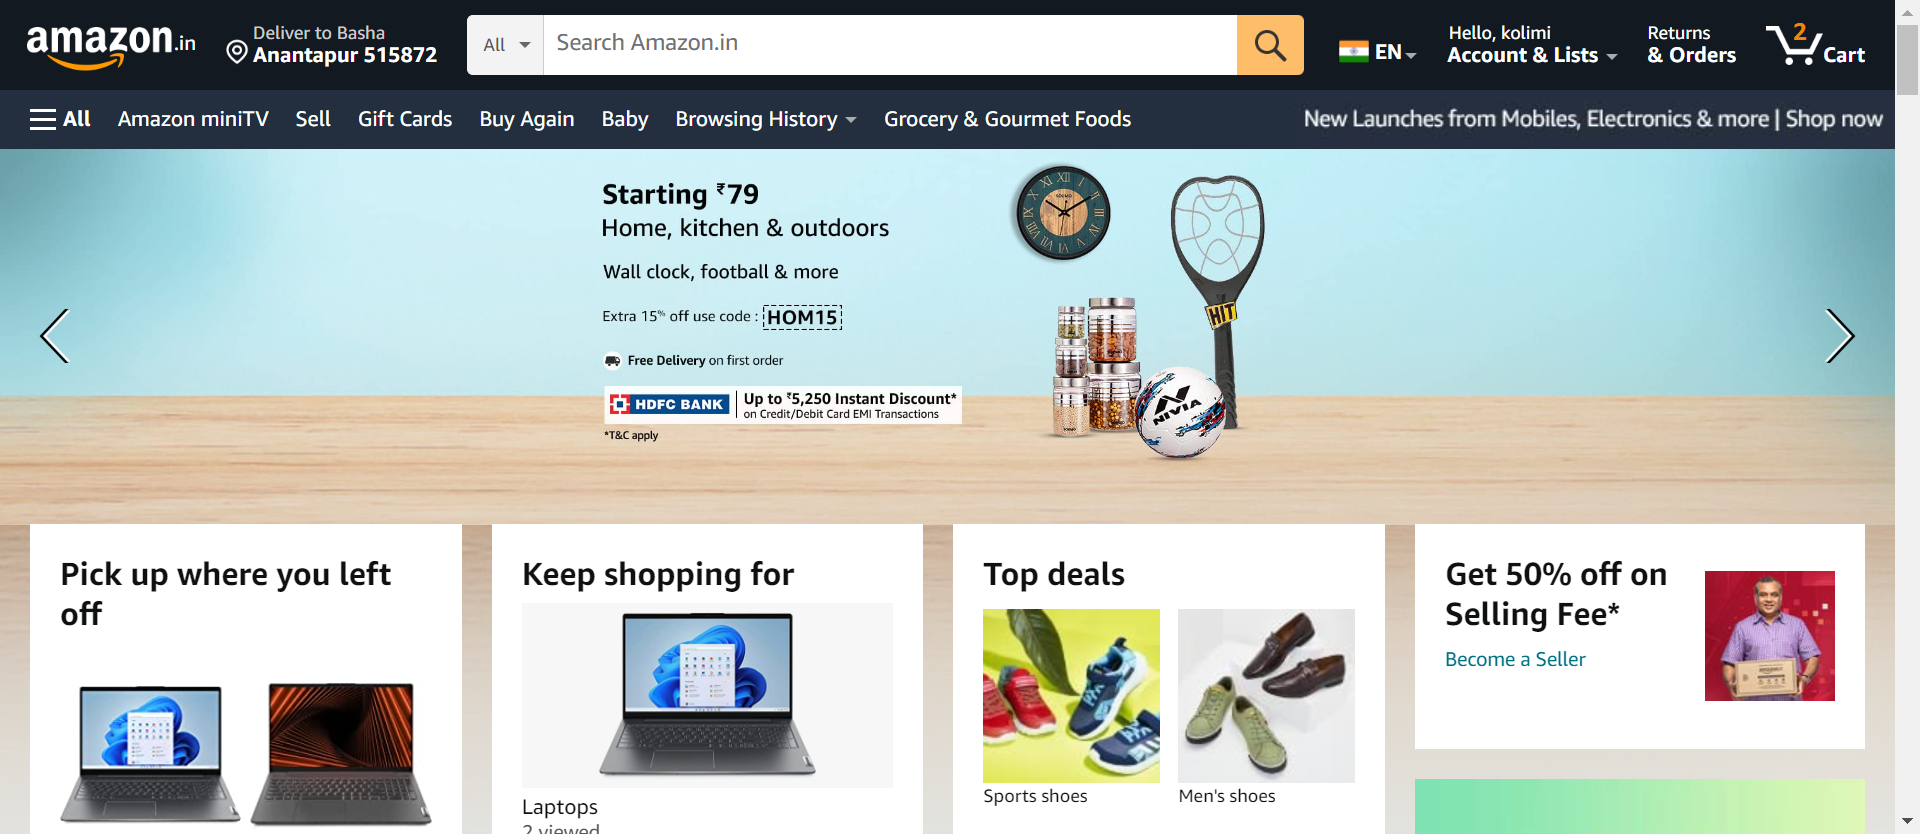 amazon.in
Deliver to Basha
Anantapur 515872
All
Search Amazon.in
EN
Hello, kolimi
Account & Lists
Returns
& Orders
2
Cart
All
Amazon miniTV
Sell
Gift Cards
Buy Again
Baby
Browsing History
Grocery & Gourmet Foods
New Launches from Mobiles, Electronics & more | Shop now
Starting ₹79
Home, kitchen & outdoors
Wall clock, football & more
Extra 15% off use code : HOM15
Free Delivery on first order
HDFC BANK
Up to ₹5,250 Instant Discount*
on Credit/Debit Card EMI Transactions
*T&C apply
HIT
NIVIA
Pick up where you left
off
Keep shopping for
Laptops
2 viewed
Top deals
Sports shoes
Men's shoes
Get 50% off on
Selling Fee*
Become a Seller